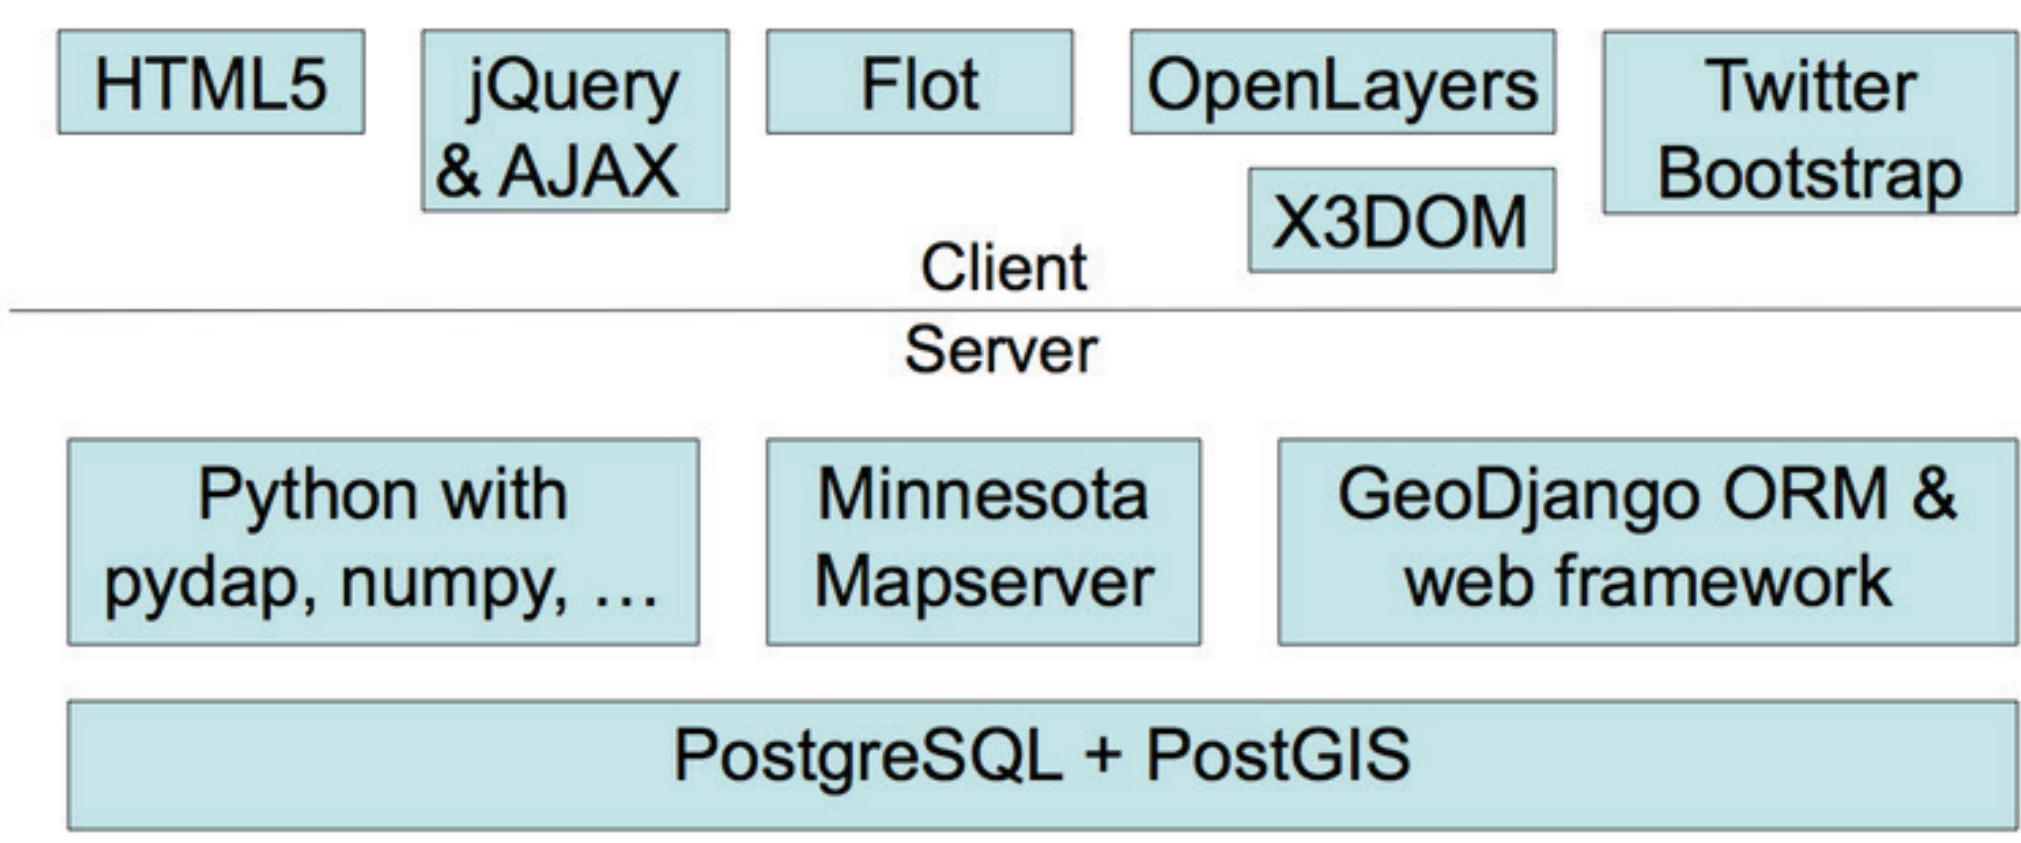 HTML5
jQuery
& AJAX
Flot
OpenLayers
X3DOM
Twitter
Bootstrap
Client
Server
Python with
pydap, numpy, …
Minnesota
Mapserver
GeoDjango ORM &
web framework
PostgreSQL + PostGIS